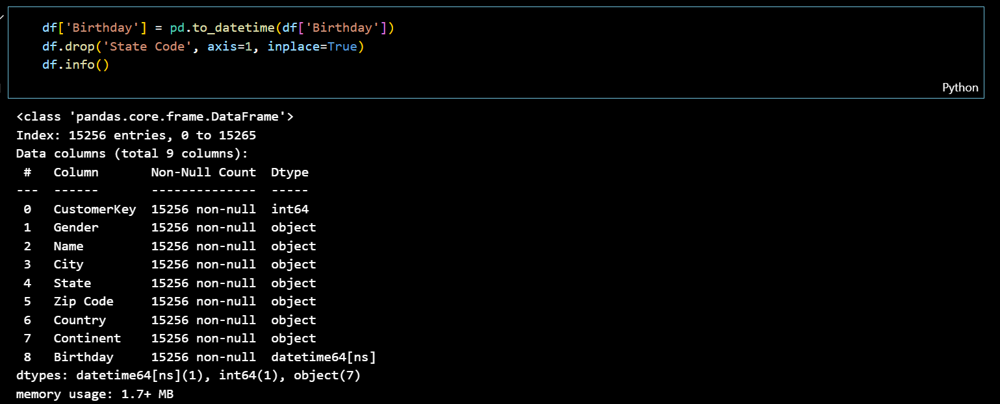 df['Birthday'] = pd.to_datetime(df['Birthday'])
df.drop('State Code', axis=1, inplace=True)
df.info()
Python
<class 'pandas.core.frame.DataFrame'>
Index: 15256 entries, 0 to 15265
Data columns (total 9 columns):
 #   Column       Non-Null Count  Dtype
---  ------       --------------  -----
 0   CustomerKey  15256 non-null  int64
 1   Gender       15256 non-null  object
 2   Name         15256 non-null  object
 3   City         15256 non-null  object
 4   State        15256 non-null  object
 5   Zip Code     15256 non-null  object
 6   Country      15256 non-null  object
 7   Continent    15256 non-null  object
 8   Birthday     15256 non-null  datetime64[ns]
dtypes: datetime64[ns](1), int64(1), object(7)
memory usage: 1.7+ MB